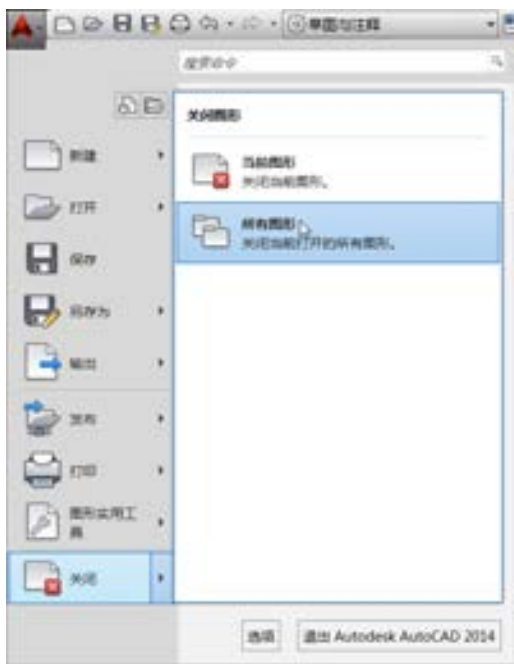 草图与注释
搜索命令
关闭图形
新建
当前图形
关闭当前图形。
打开
所有图形
关闭当前打开的所有图形。
保存
另存为
输出
发布
打印
图形实用工
具
关闭
选项
退出 Autodesk AutoCAD 2014